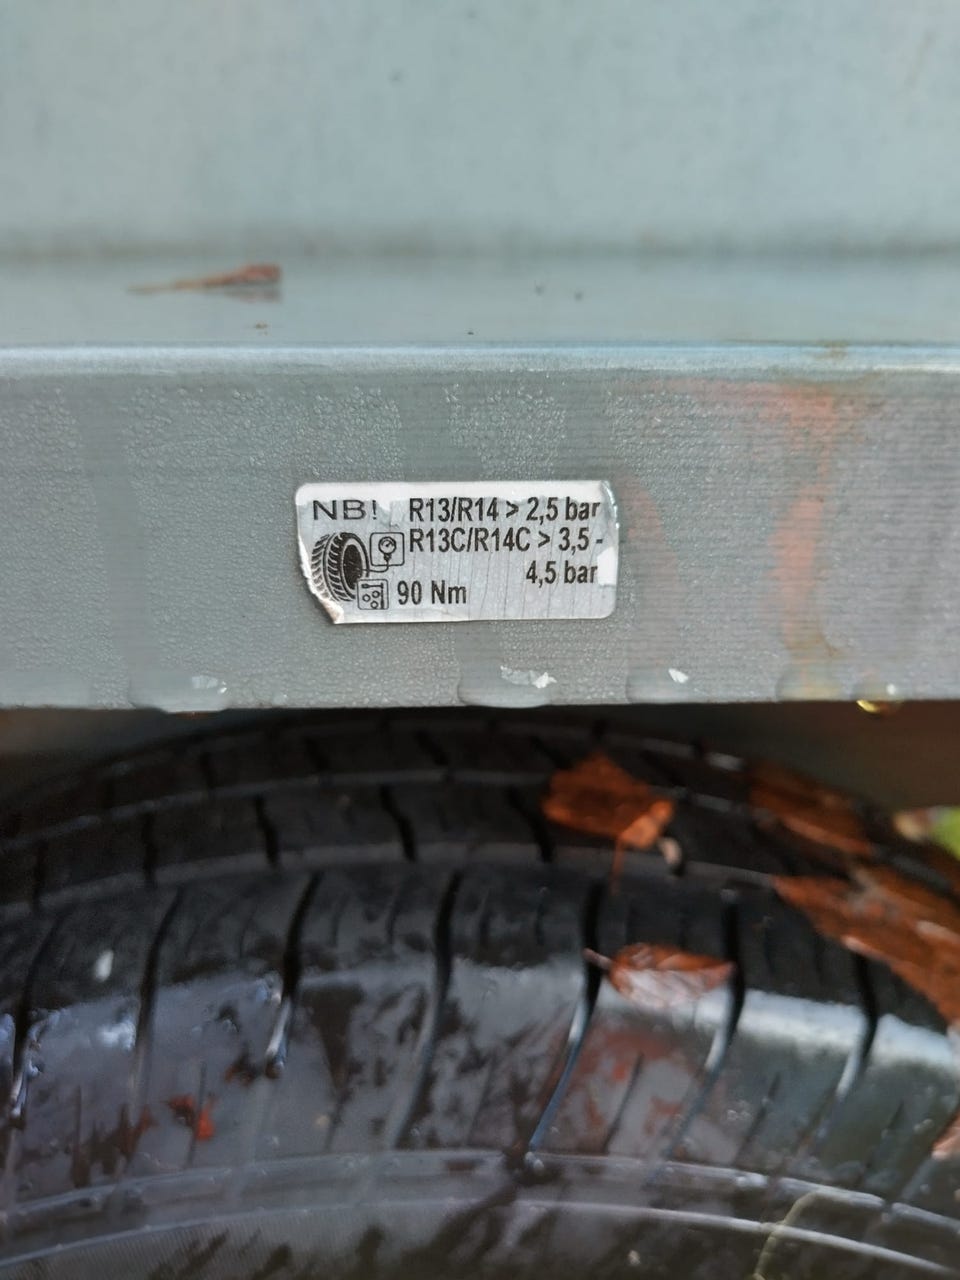 NB! R13/R14 > 2,5 bar
R13C/R14C > 3,5 -
4,5 bar
90 Nm